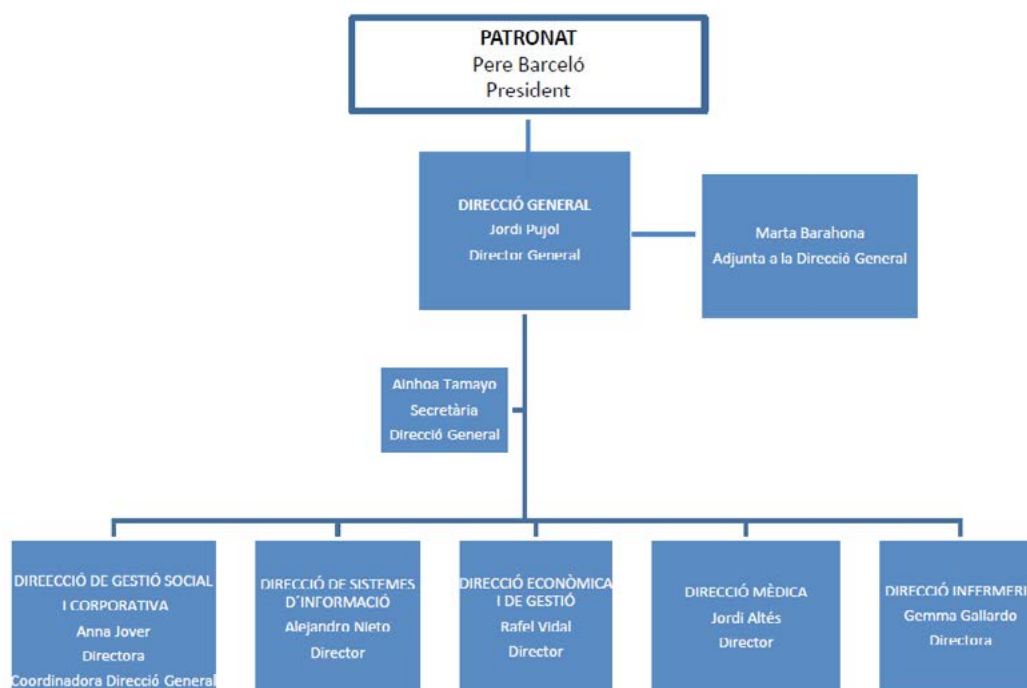 PATRONAT
Pere Barceló
President
DIRECCIÓ GENERAL
Jordi Pujol
Director General
Marta Barahona
Adjunta a la Direcció General
Ainhoa Tamayo
Secretària
Direcció General
DIREECCIÓ DE GESTIÓ SOCIAL
I CORPORATIVA
Anna Jover
Directora
Coordinadora Direcció General
DIRECCIÓ DE SISTEMES
D´INFORMACIÓ
Alejandro Nieto
Director
DIRECCIÓ ECONÒMICA
I DE GESTIÓ
Rafel Vidal
Director
DIRECCIÓ MÈDICA
Jordi Altés
Director
DIRECCIÓ INFERMERI
Gemma Gallardo
Directora